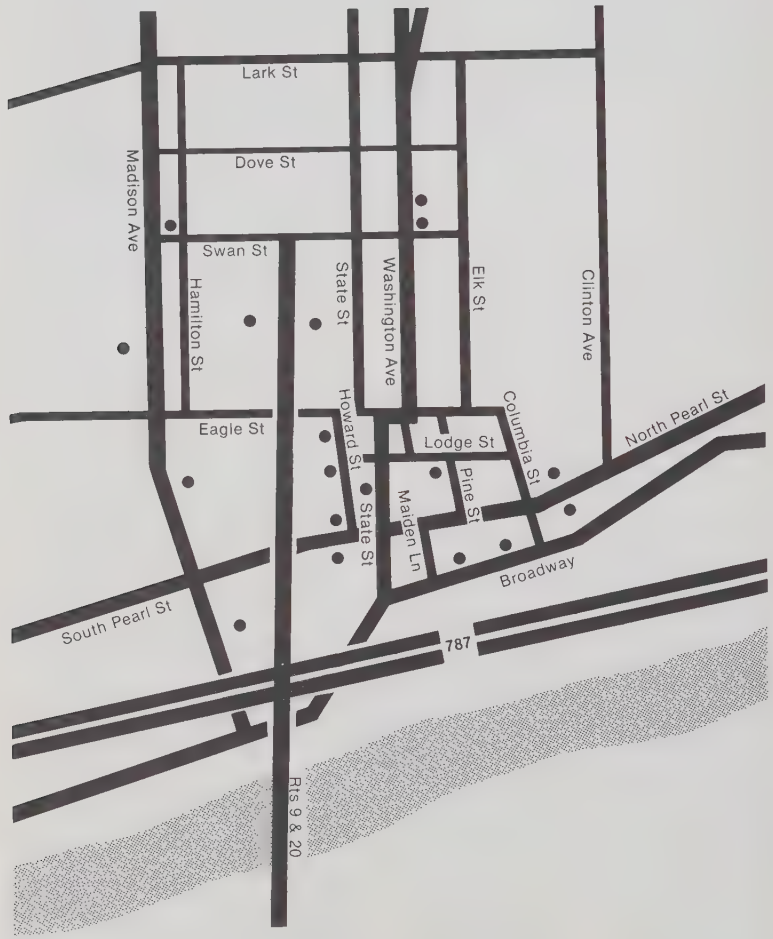 Lark St
Madison Ave
Dove St
Swan St
Hamilton St
State St
Washington Ave
Elk St
Clinton Ave
Eagle St
Howard St
Lodge St
Columbia St
North Pearl St
State St
Maiden Ln
Pine St
South Pearl St
Broadway
787
Rts 9 & 20